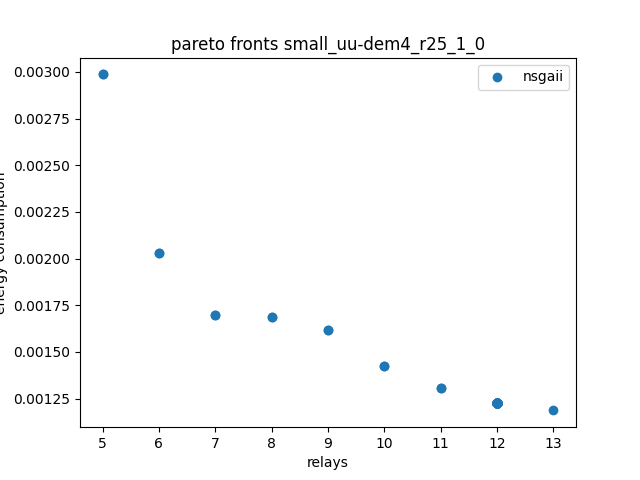 pareto fronts small_uu-dem4_r25_1_0
nsgaii
0.00300
0.00275
0.00250
0.00225
0.00200
0.00175
0.00150
0.00125
energy consumption
5 6 7 8 9 10 11 12 13
relays